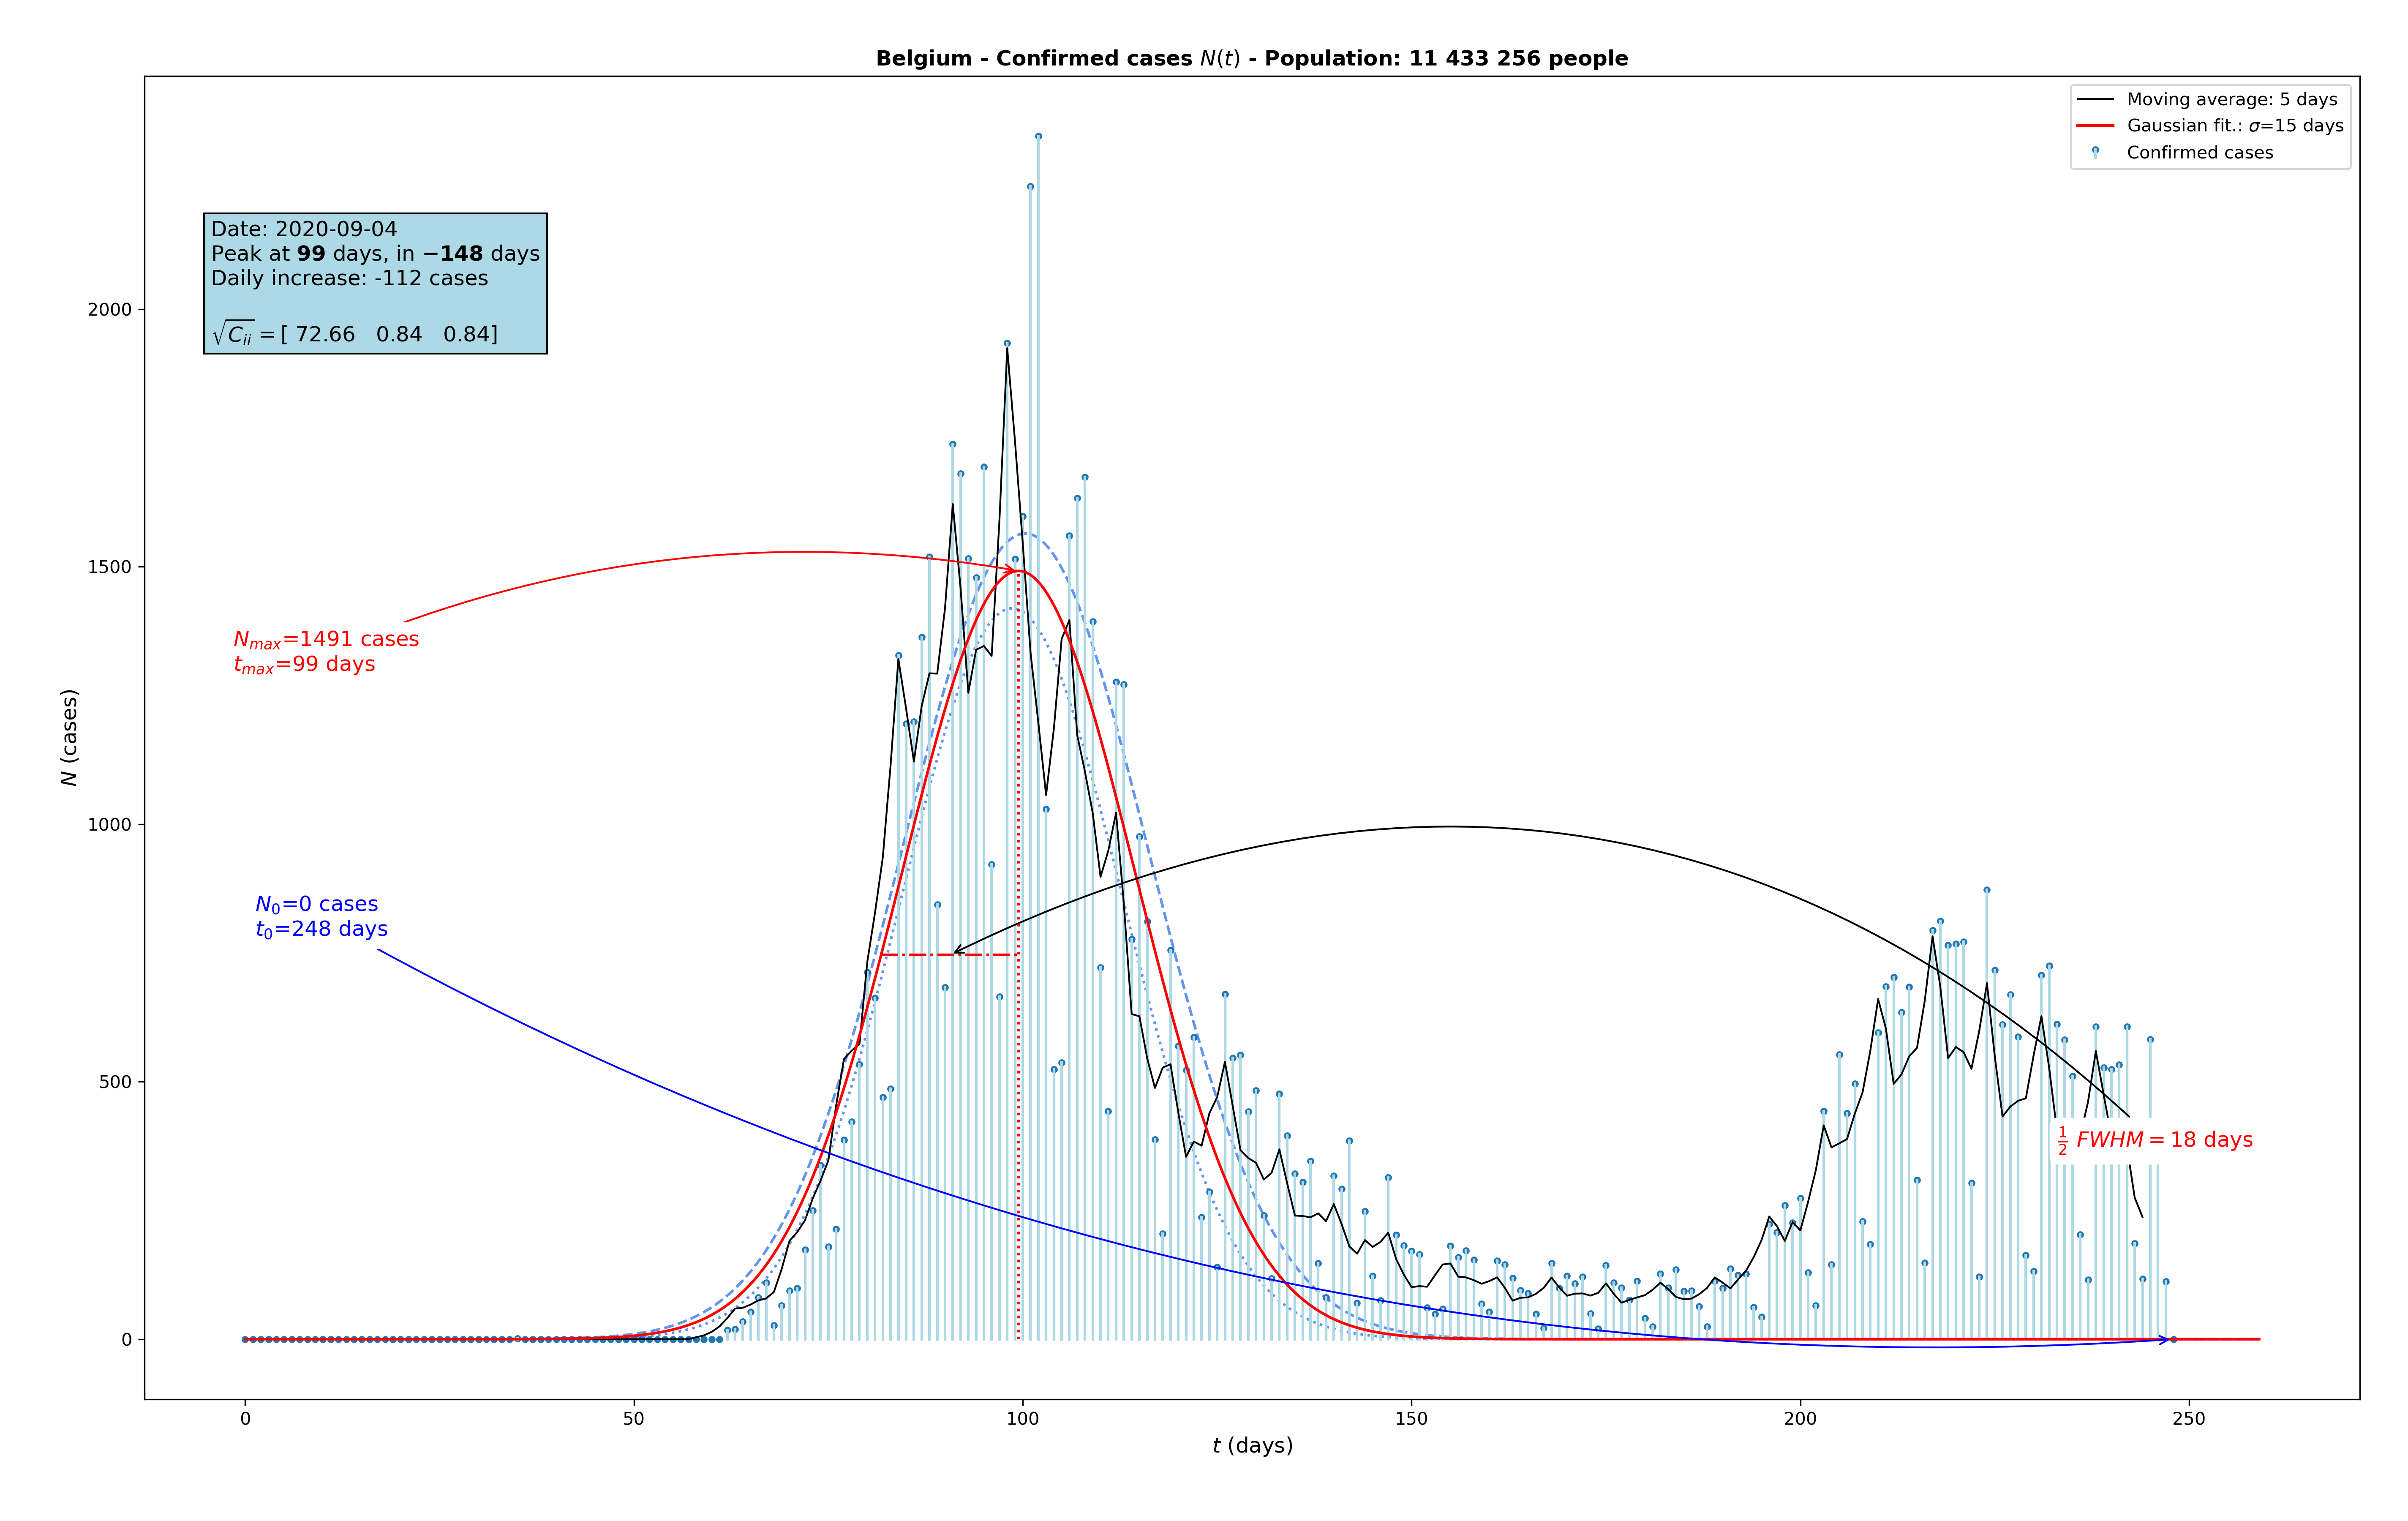 Belgium - Confirmed cases N(t) - Population: 11 433 256 people
Moving average: 5 days
Gaussian fit.: σ=15 days
Confirmed cases
Date: 2020-09-04
Peak at 99 days, in −148 days
Daily increase: -112 cases
√Cᵢᵢ = [ 72.66 0.84 0.84]
N_max=1491 cases
t_max=99 days
N₀=0 cases
t₀=248 days
½ FWHM = 18 days
N (cases)
2000
1500
1000
500
0
0 50 100 150 200 250
t (days)